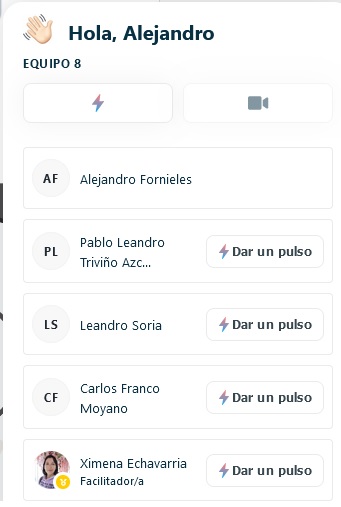 Hola, Alejandro
EQUIPO 8
AF
Alejandro Fornieles
PL
Pablo Leandro
Triviño Azc...
Dar un pulso
LS
Leandro Soria
Dar un pulso
CF
Carlos Franco
Moyano
Dar un pulso
Ximena Echavarria
Facilitador/a
Dar un pulso